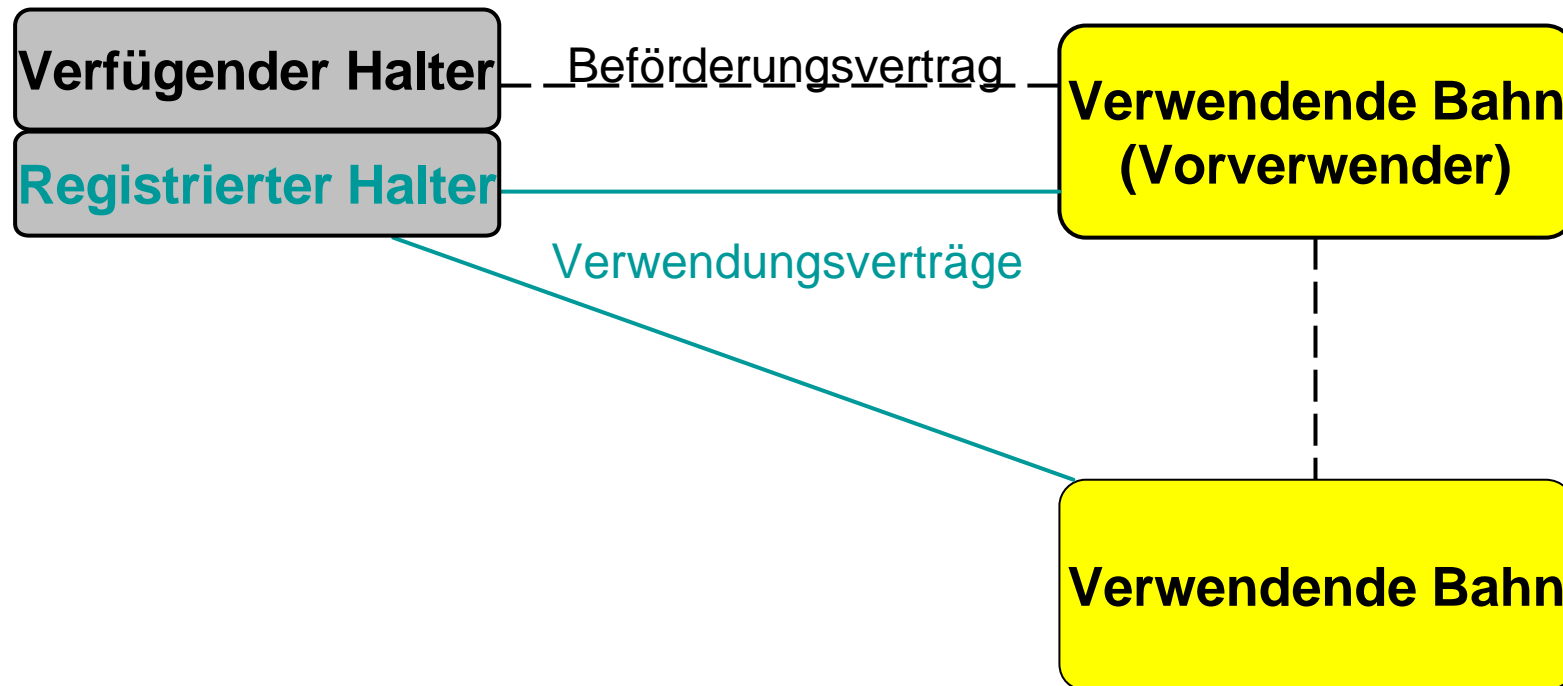 Verfügender Halter
Beförderungsvertrag
Verwendende Bahn
(Vorverwender)
Registrierter Halter
Verwendungsverträge
Verwendende Bahn